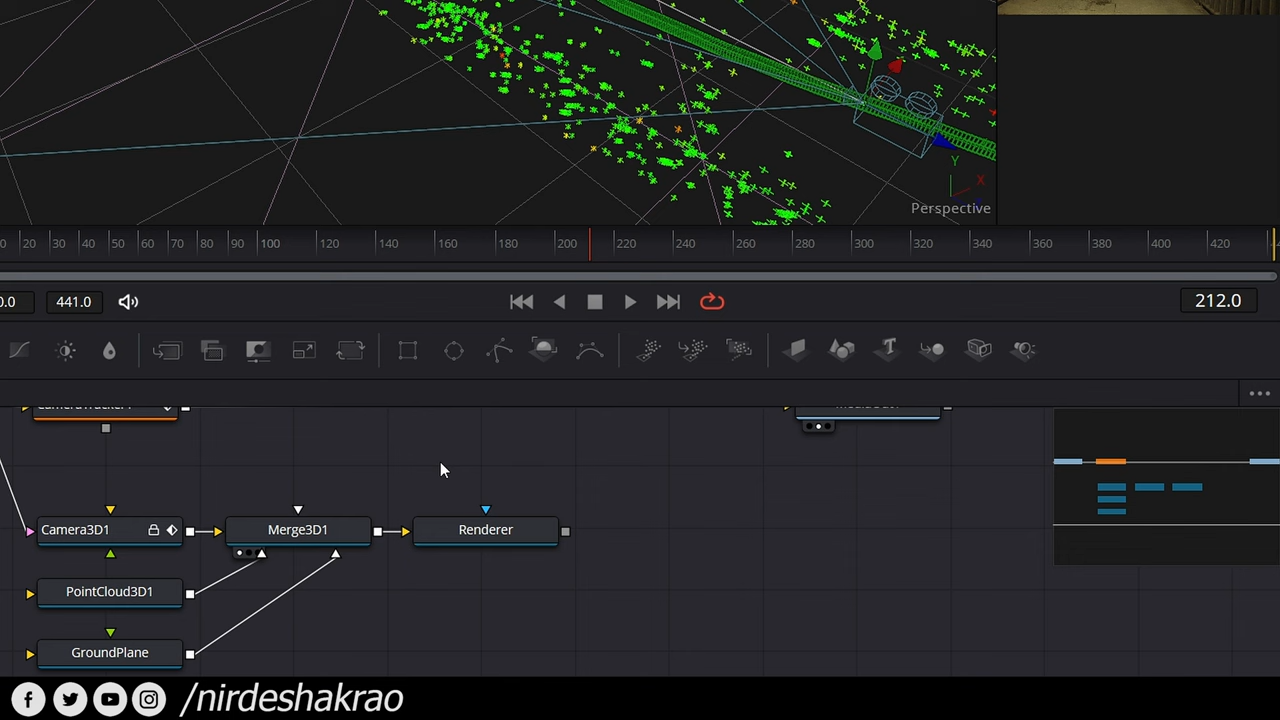 Y
X
Perspective
20 30 40 50 60 70 80 90 100 120 140 160 180 200 220 240 260 280 300 320 340 360 380 400 420
441.0
212.0
Camera3D1 Merge3D1 Renderer
PointCloud3D1
GroundPlane
/nirdeshakrao